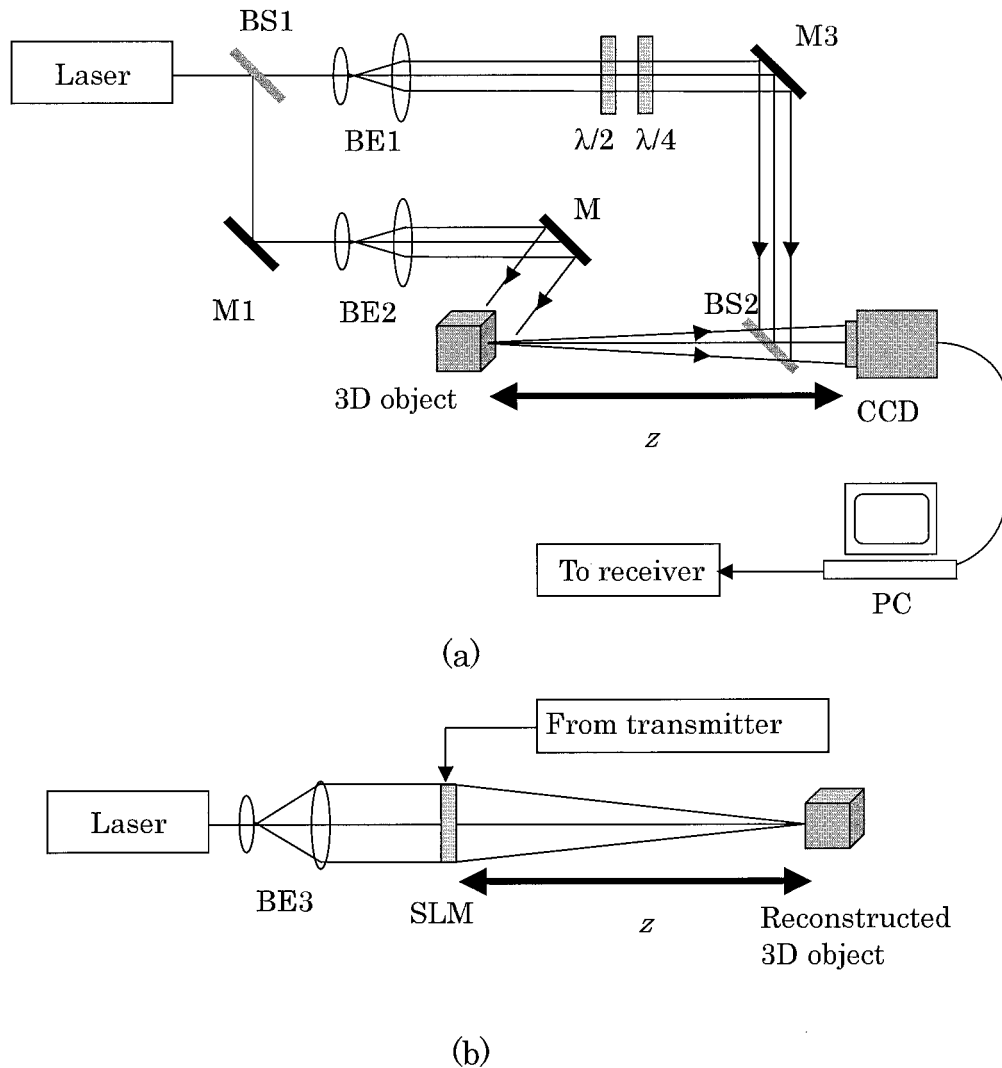 BS1
M3
Laser
BE1
λ/2
λ/4
M
M1
BE2
BS2
3D object
CCD
z
To receiver
PC
(a)
From transmitter
Laser
BE3
SLM
z
Reconstructed
3D object
(b)